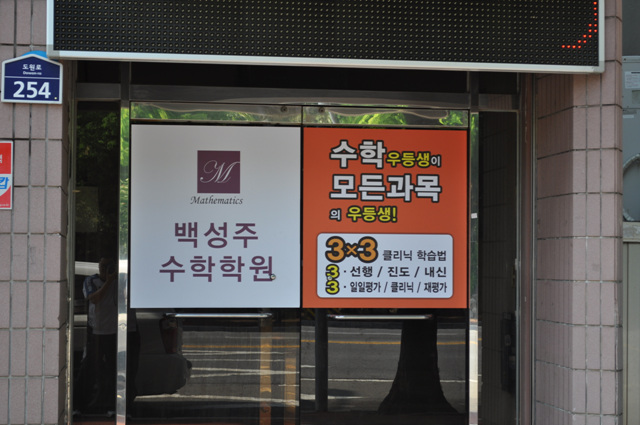 도원로
Dowon-ro
254
M
Mathematics
백성주
수학학원
수학우등생이
모든과목
의 우등생!
3×3 클리닉 학습법
3 · 선행 / 진도 / 내신
3 · 일일평가 / 클리닉 / 재평가